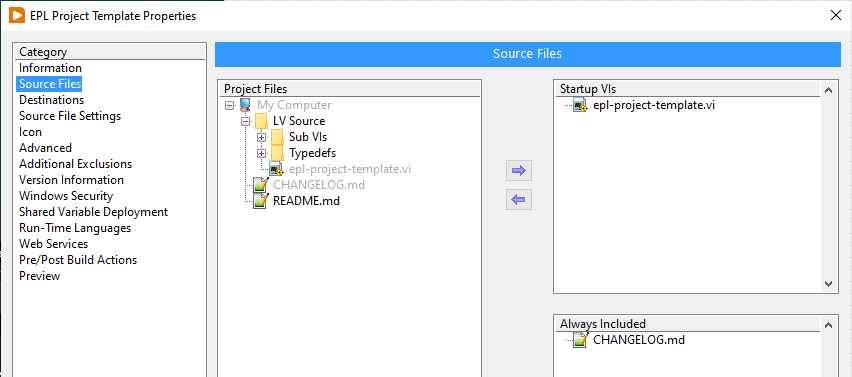 EPL Project Template Properties
Category
Information
Source Files
Destinations
Source File Settings
Icon
Advanced
Additional Exclusions
Version Information
Windows Security
Shared Variable Deployment
Run-Time Languages
Web Services
Pre/Post Build Actions
Preview
Source Files
Project Files
My Computer
LV Source
Sub VIs
Typedefs
epl-project-template.vi
CHANGELOG.md
README.md
Startup VIs
epl-project-template.vi
Always Included
CHANGELOG.md